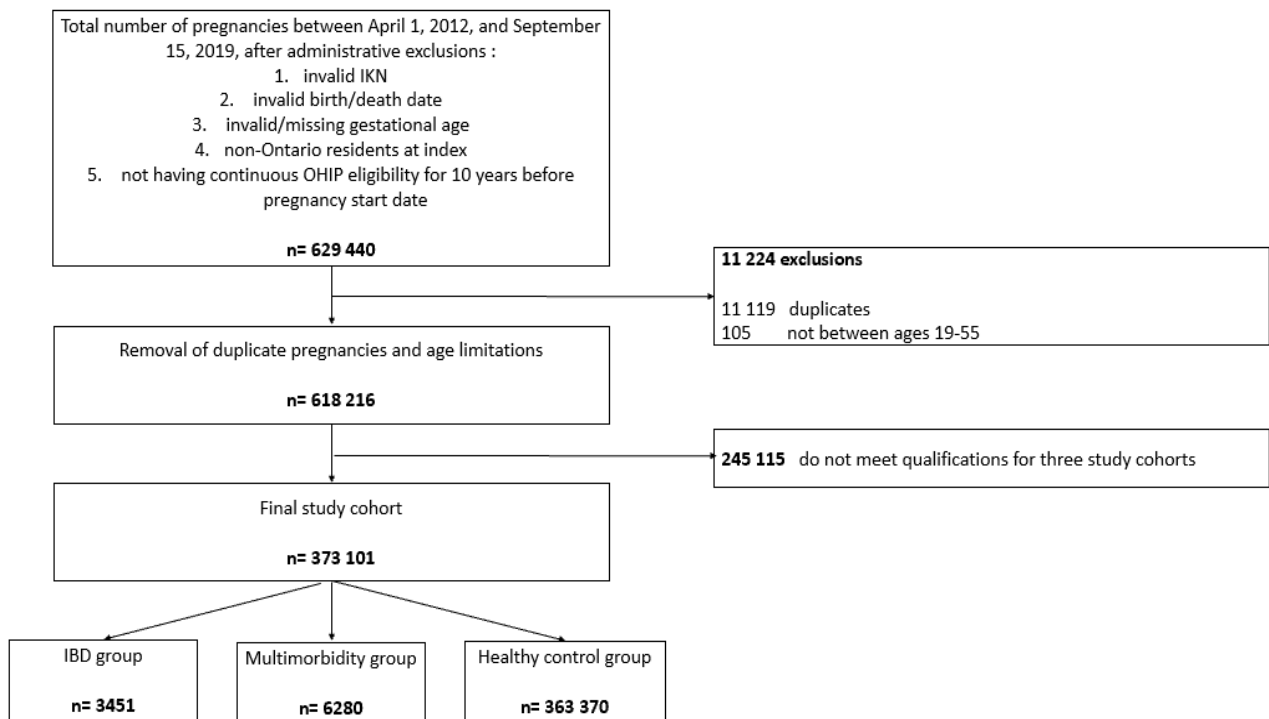 Total number of pregnancies between April 1, 2012, and September
15, 2019, after administrative exclusions :
1. invalid IKN
2. invalid birth/death date
3. invalid/missing gestational age
4. non-Ontario residents at index
5. not having continuous OHIP eligibility for 10 years before
pregnancy start date
n= 629 440
11 224 exclusions
11 119 duplicates
105 not between ages 19-55
Removal of duplicate pregnancies and age limitations
n= 618 216
245 115 do not meet qualifications for three study cohorts
Final study cohort
n= 373 101
IBD group
n= 3451
Multimorbidity group
n= 6280
Healthy control group
n= 363 370